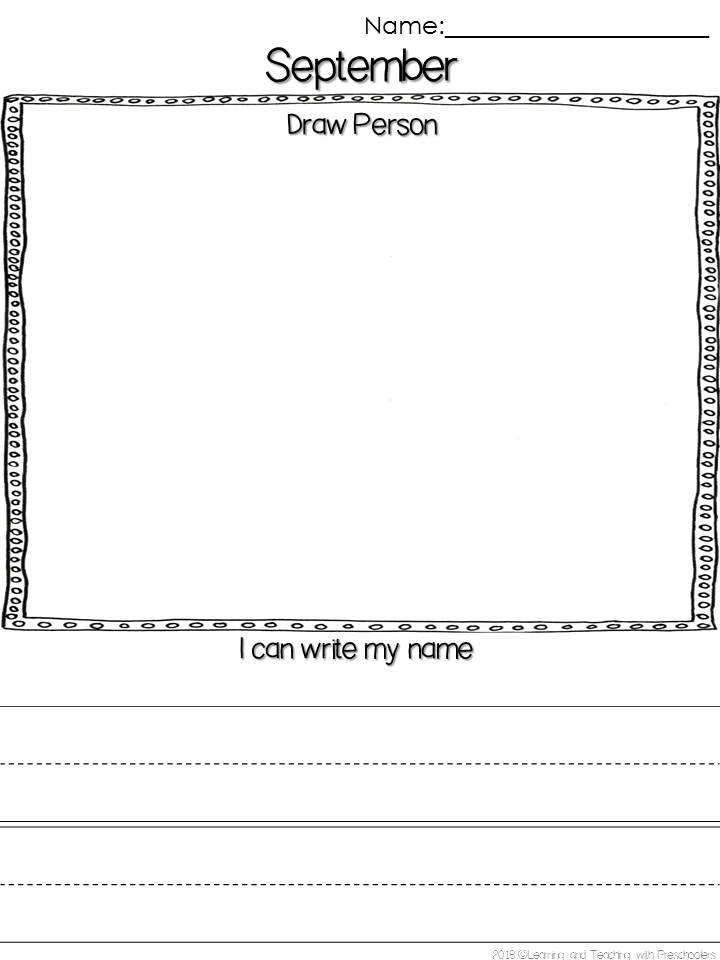 Name:
September
Draw Person
I can write my name
2018 ©Learning and Teaching with Preschoolers